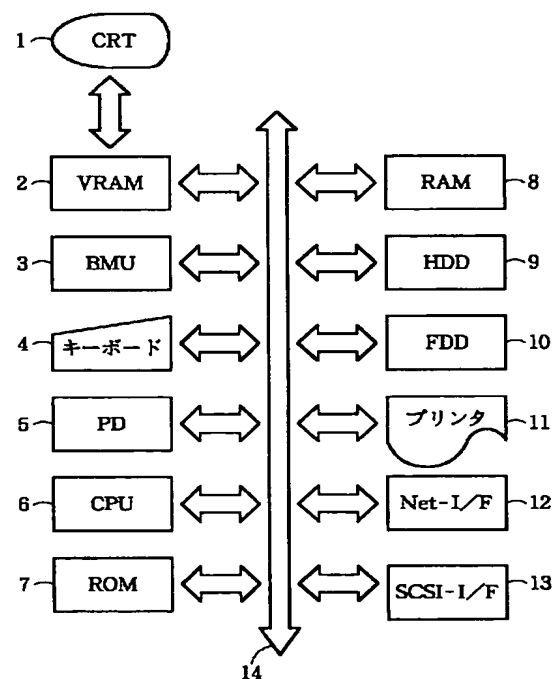 1 CRT
2 VRAM
RAM 8
3 BMU
HDD 9
4 キーボード
FDD 10
5 PD
プリンタ 11
6 CPU
Net-I/F 12
7 ROM
SCSI-I/F 13
14